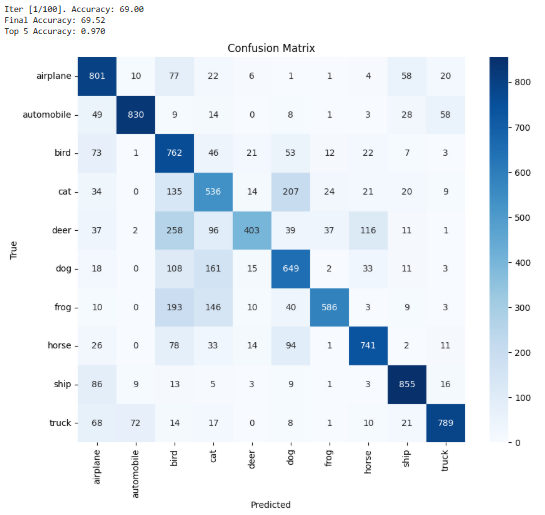 Iter [1/100]. Accuracy: 69.00
Final Accuracy: 69.52
Top 5 Accuracy: 0.970
Confusion Matrix
airplane 801 10 77 22 6 1 1 4 58 20
automobile 49 830 9 14 0 8 1 3 28 58
bird 73 1 762 46 21 53 12 22 7 3
cat 34 0 135 536 14 207 24 21 20 9
deer 37 2 258 96 403 39 37 116 11 1
dog 18 0 108 161 15 649 2 33 11 3
frog 10 0 193 146 10 40 586 3 9 3
horse 26 0 78 33 14 94 1 741 2 11
ship 86 9 13 5 3 9 1 3 855 16
truck 68 72 14 17 0 8 1 10 21 789
True
airplane automobile bird cat deer dog frog horse ship truck
Predicted
800
700
600
500
400
300
200
100
0